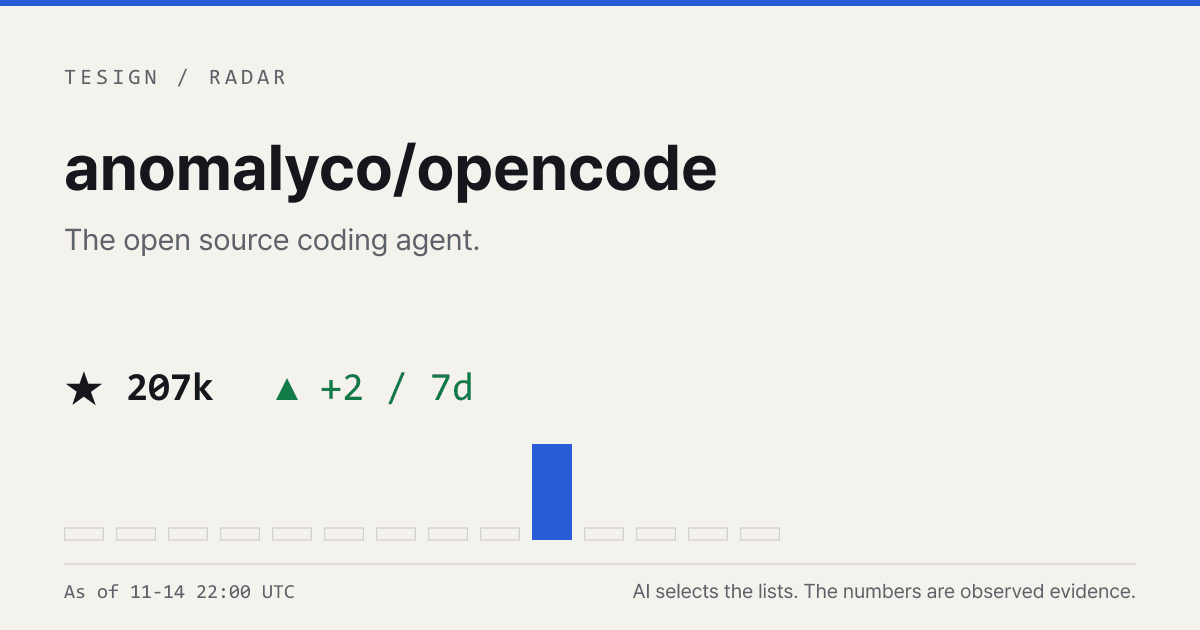 TESIGN / RADAR
anomalyco/opencode
The open source coding agent.
★ 207k ▲ +2 / 7d
As of 11-14 22:00 UTC
AI selects the lists. The numbers are observed evidence.